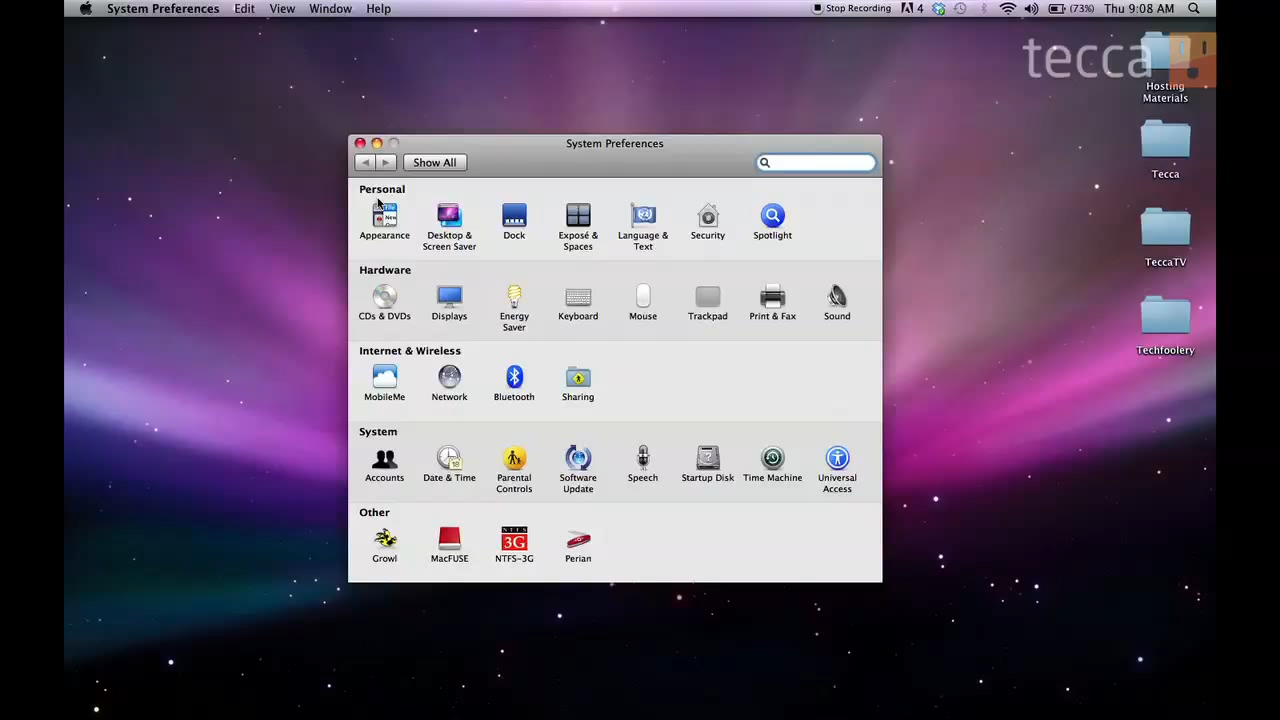 System Preferences Edit View Window Help
Stop Recording 4 (73%) Thu 9:08 AM
tecca
Hosting
Materials
Tecca
TeccaTV
Techfoolery
System Preferences
Show All
Personal
Appearance
Desktop &
Screen Saver
Dock
Exposé &
Spaces
Language &
Text
Security
Spotlight
Hardware
CDs & DVDs
Displays
Energy
Saver
Keyboard
Mouse
Trackpad
Print & Fax
Sound
Internet & Wireless
MobileMe
Network
Bluetooth
Sharing
System
Accounts
Date & Time
18
Parental
Controls
Software
Update
Speech
Startup Disk
Time Machine
Universal
Access
Other
Growl
MacFUSE
NTFS
3G
NTFS-3G
Perian